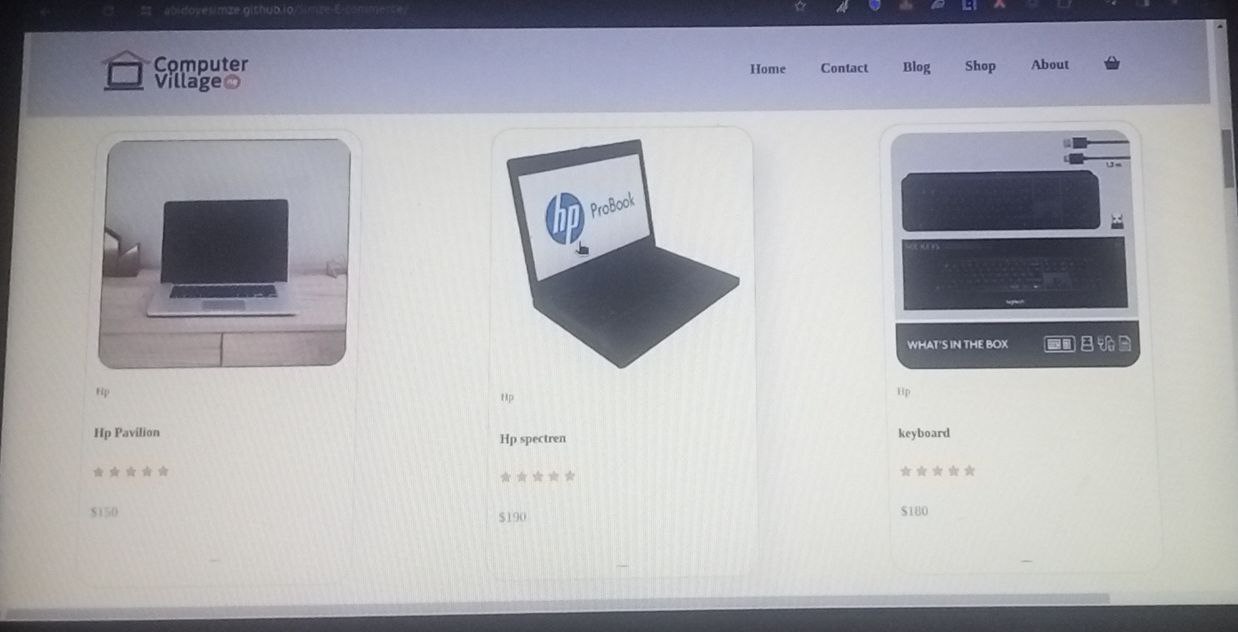 abidoyesimze.github.io/Simze-E-commerce/
Computer
Village ng
Home Contact Blog Shop About
hp ProBook
logitech
WHAT'S IN THE BOX
Hp
Hp Pavilion
$150
Hp
Hp spectren
$190
Hp
keyboard
$180